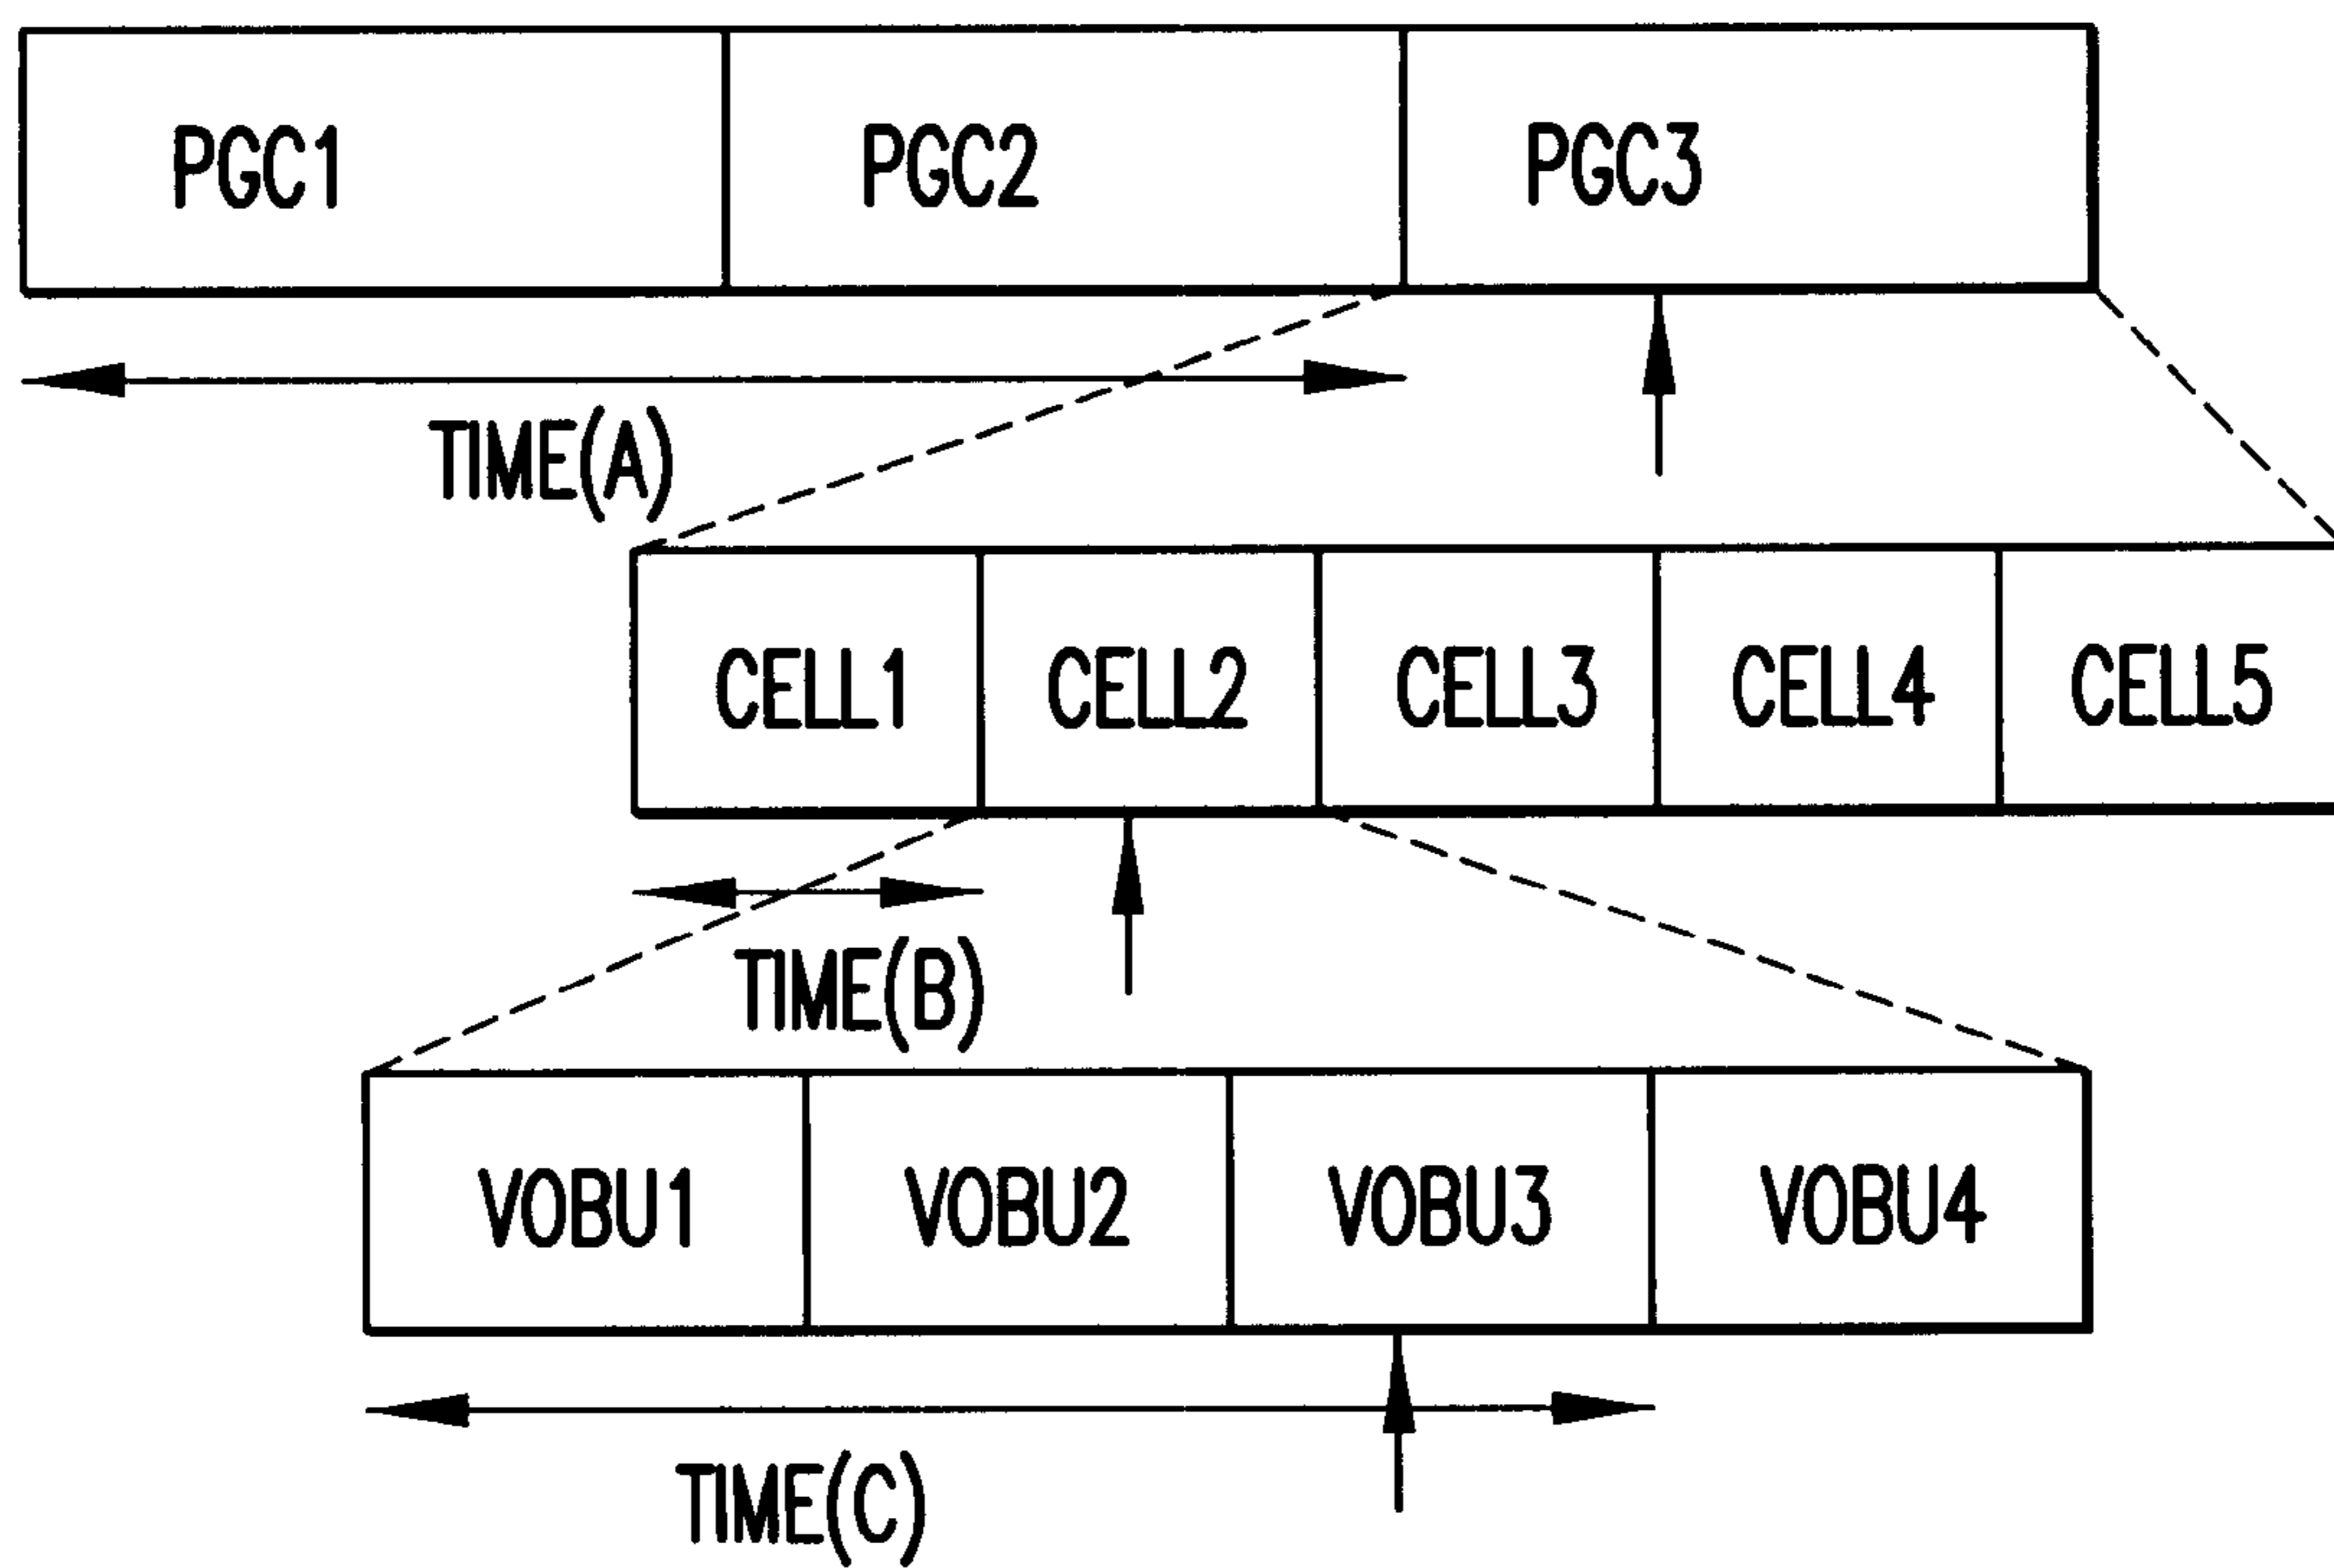 PGC1 PGC2 PGC3
TIME(A)
CELL1 CELL2 CELL3 CELL4 CELL5
TIME(B)
VOBU1 VOBU2 VOBU3 VOBU4
TIME(C)